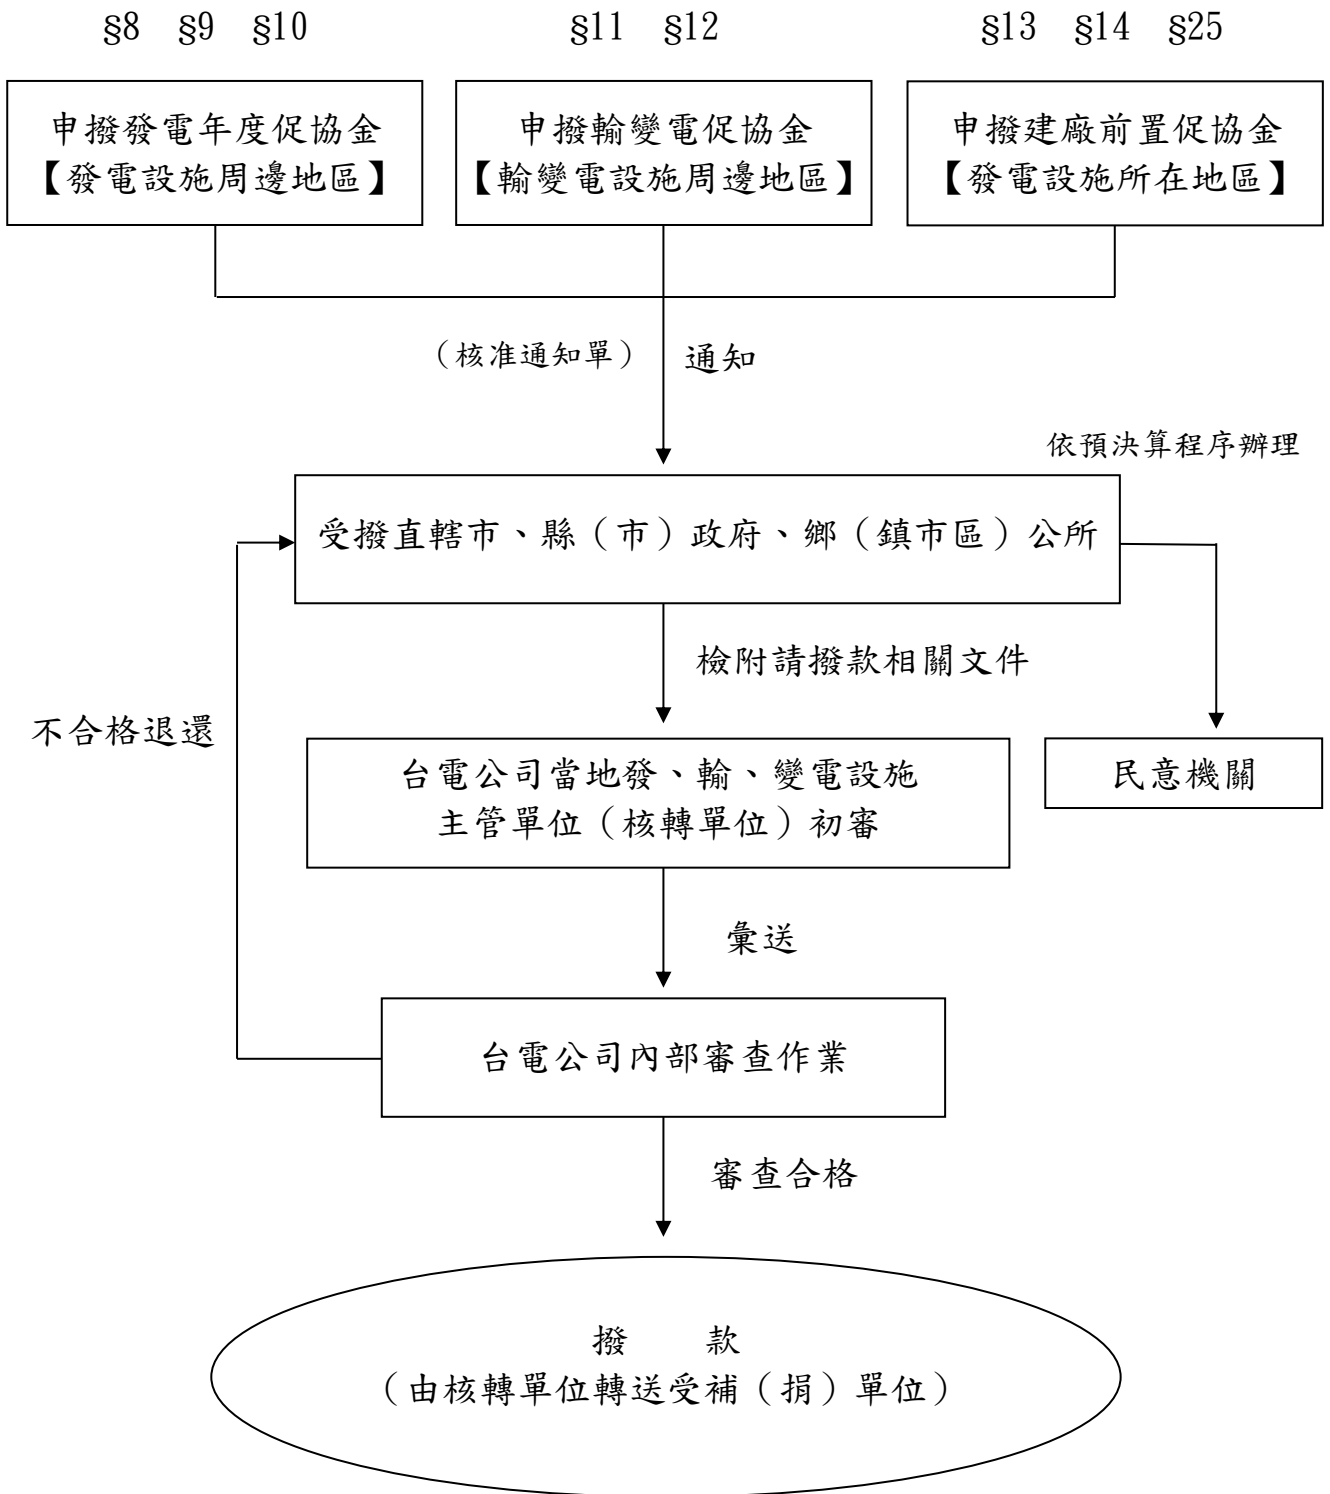 §8 §9 §10
§11 §12
§13 §14 §25
申撥發電年度促協金
【發電設施周邊地區】
申撥輸變電促協金
【輸變電設施周邊地區】
申撥建廠前置促協金
【發電設施所在地區】
（核准通知單）
通知
依預決算程序辦理
受撥直轄市、縣（市）政府、鄉（鎮市區）公所
檢附請撥款相關文件
不合格退還
台電公司當地發、輸、變電設施
主管單位（核轉單位）初審
民意機關
彙送
台電公司內部審查作業
審查合格
撥 款
（由核轉單位轉送受補（捐）單位）